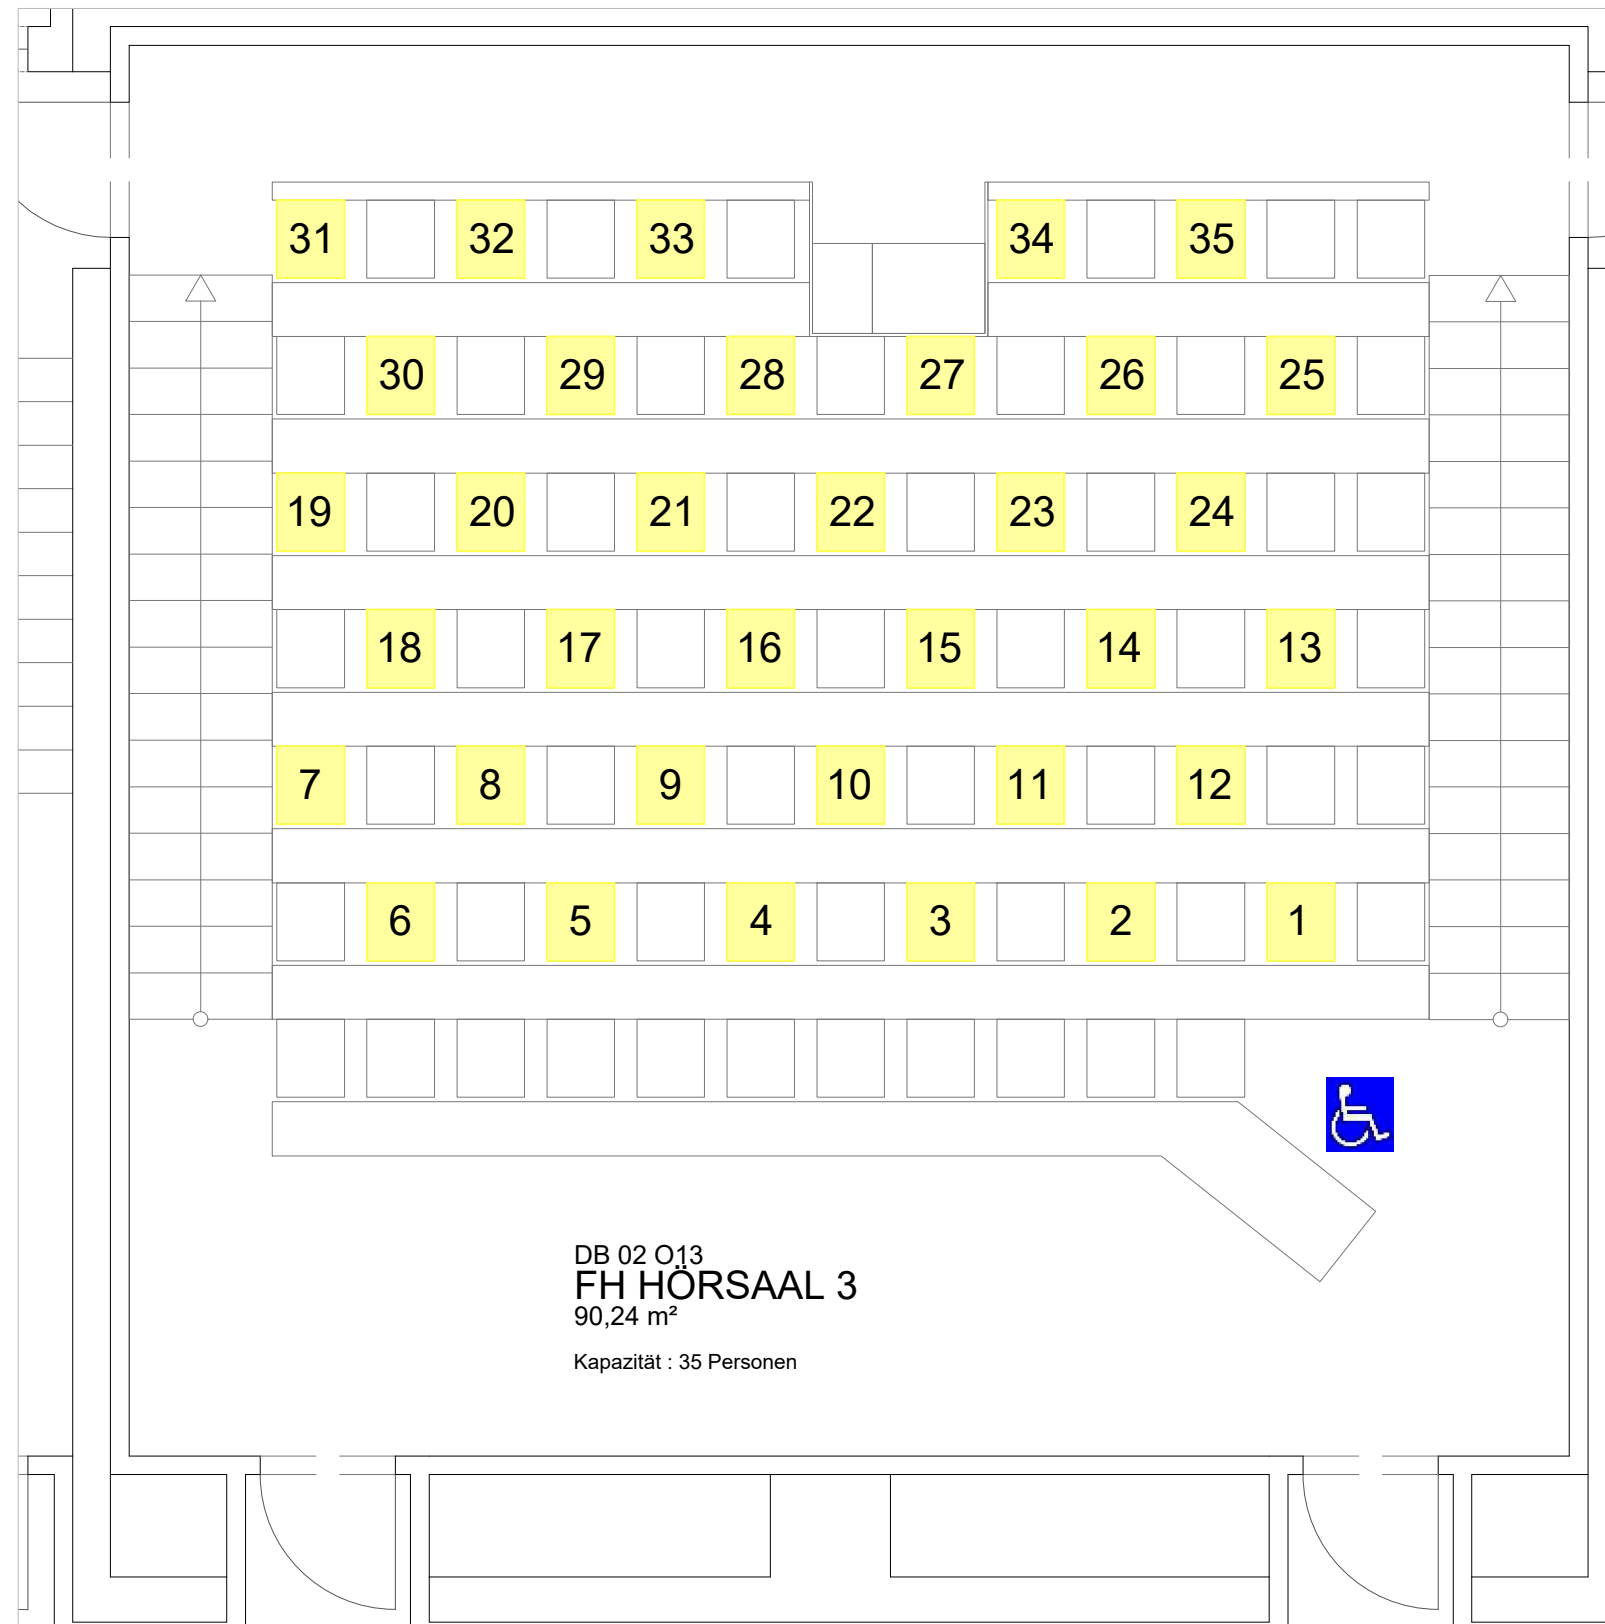 31 32 33 34 35
30 29 28 27 26 25
19 20 21 22 23 24
18 17 16 15 14 13
7 8 9 10 11 12
6 5 4 3 2 1
DB 02 O13
FH HÖRSAAL 3
90,24 m²
Kapazität : 35 Personen